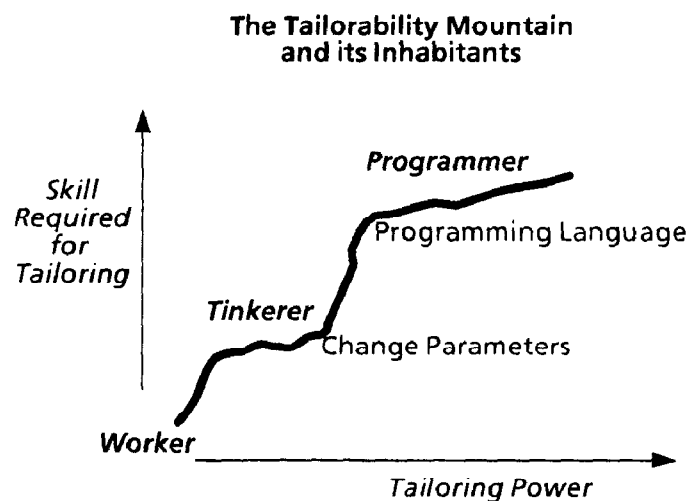 The Tailorability Mountain
and its Inhabitants
Programmer
Skill
Required
for
Tailoring
Programming Language
Tinkerer
Change Parameters
Worker
Tailoring Power